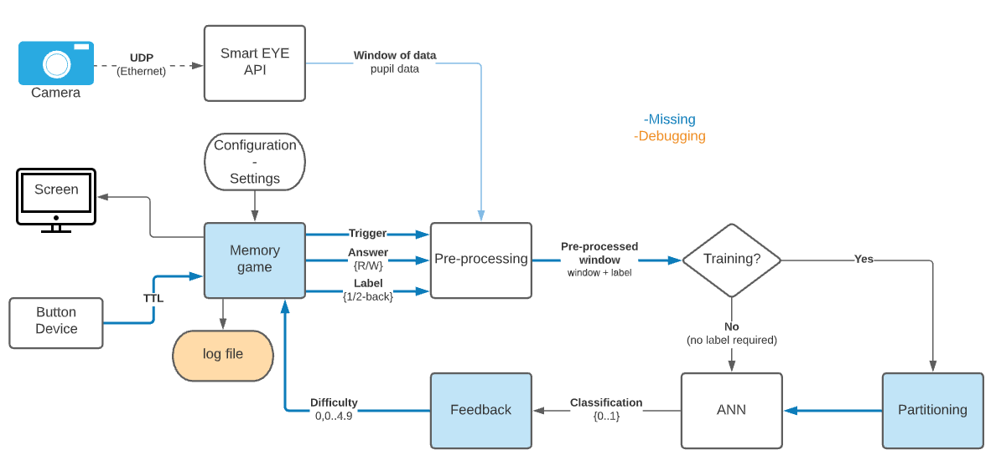 UDP
(Ethernet)
Camera
Smart EYE
API
Window of data
pupil data
-Missing
-Debugging
Configuration
-
Settings
Screen
Memory
game
Trigger
Answer
{R/W}
Label
{1/2-back}
Pre-processing
Pre-processed
window
window + label
Training?
Yes
TTL
Button
Device
log file
No
(no label required)
Difficulty
0,0..4.9
Feedback
Classification
{0..1}
ANN
Partitioning